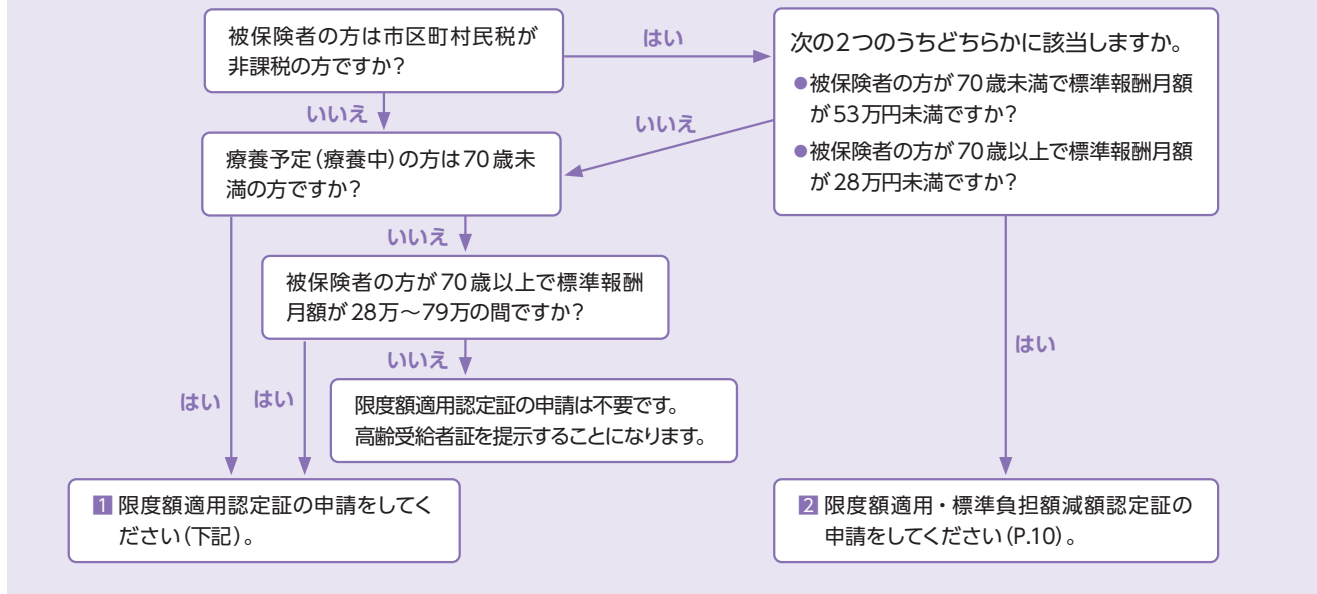 被保険者の方は市区町村民税が
非課税の方ですか?
はい
次の2つのうちどちらかに該当しますか。
●被保険者の方が70歳未満で標準報酬月額
が53万円未満ですか?
●被保険者の方が70歳以上で標準報酬月額
が28万円未満ですか?
いいえ
いいえ
療養予定(療養中)の方は70歳未
満の方ですか?
いいえ
被保険者の方が70歳以上で標準報酬
月額が28万〜79万の間ですか?
はい
いいえ
はい
はい
限度額適用認定証の申請は不要です。
高齢受給者証を提示することになります。
1 限度額適用認定証の申請をしてく
ださい(下記)。
2 限度額適用・標準負担額減額認定証の
申請をしてください(P.10)。